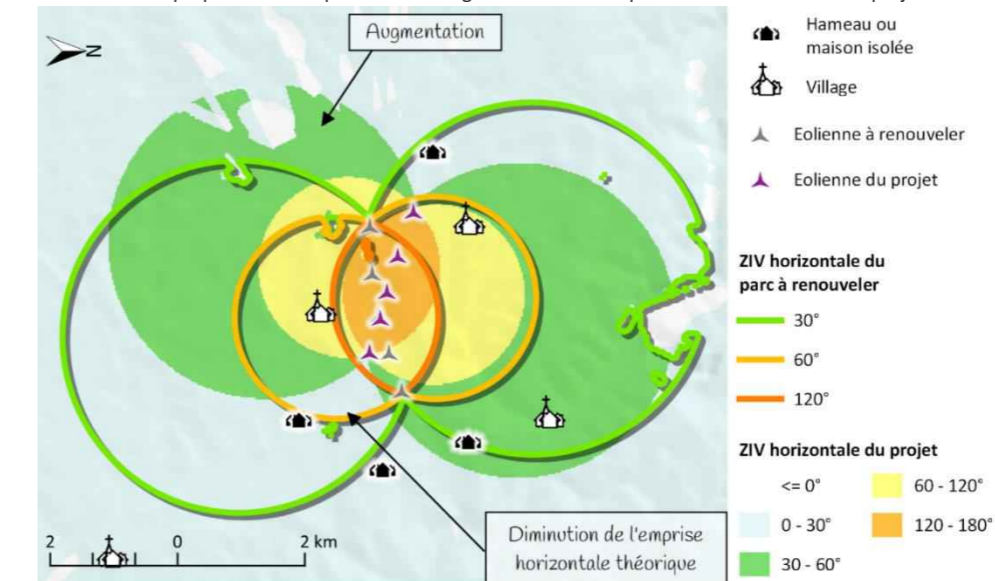 Augmentation
N
Diminution de l'emprise
horizontale théorique
2 0 2 km
Hameau ou
maison isolée
Village
Eolienne à renouveler
Eolienne du projet
ZIV horizontale du
parc à renouveler
30°
60°
120°
ZIV horizontale du projet
<= 0°
60 - 120°
0 - 30°
120 - 180°
30 - 60°